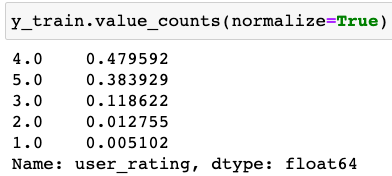 y_train.value_counts(normalize=True)
4.0    0.479592
5.0    0.383929
3.0    0.118622
2.0    0.012755
1.0    0.005102
Name: user_rating, dtype: float64